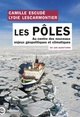 CAMILLE ESCUDÉ
LYDIE LESCARMONTIER
LES PÔLES
Au centre des nouveaux
enjeux géopolitiques et climatiques